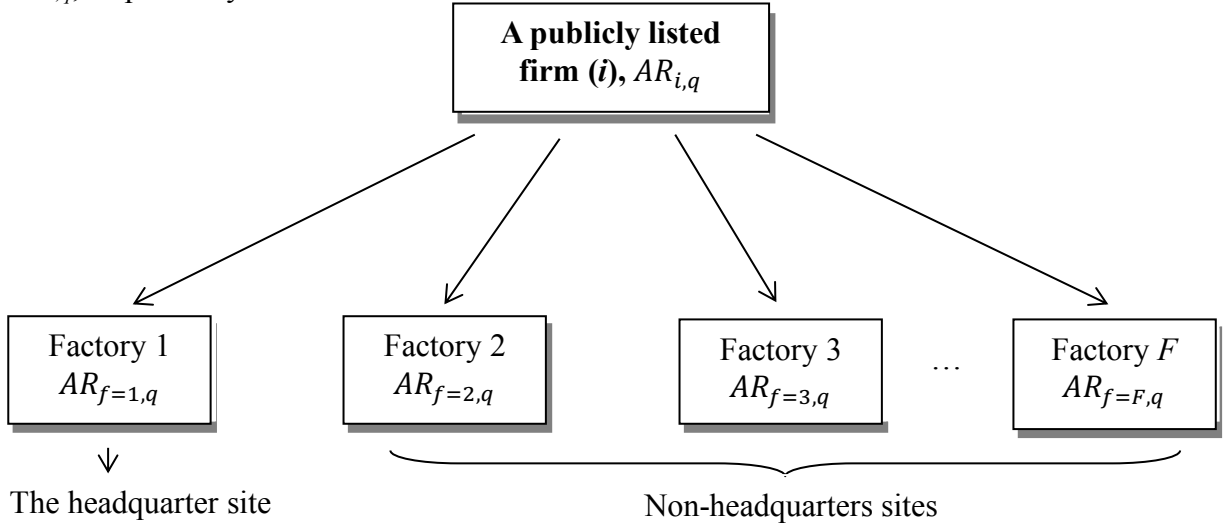 A publicly listed
firm (i), AR_{i,q}
Factory 1
AR_{f=1,q}
Factory 2
AR_{f=2,q}
Factory 3
AR_{f=3,q}
...
Factory F
AR_{f=F,q}
The headquarter site
Non-headquarters sites